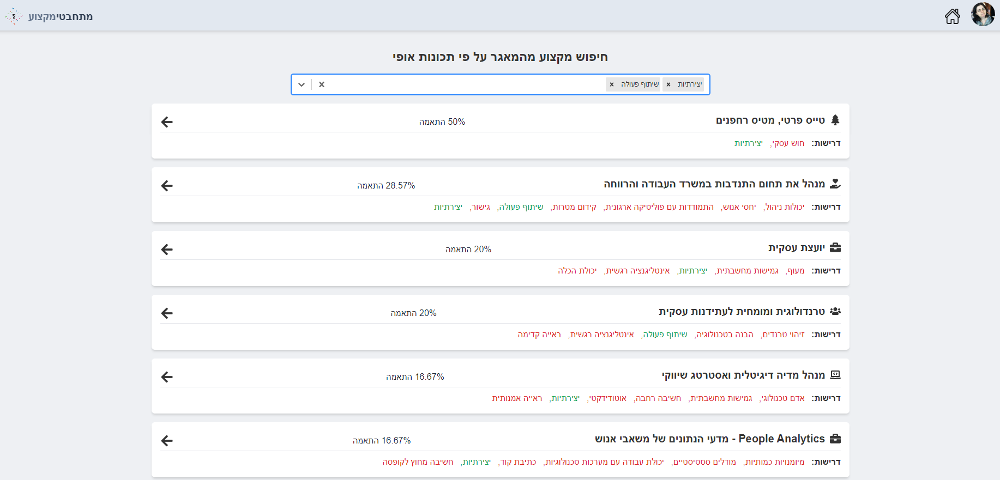 מתחבטימקצוע
חיפוש מקצוע מהמאגר על פי תכונות אופי
יצירתיות × שיתוף פעולה ×
טייס פרטי, מטיס רחפנים 50% התאמה
דרישות: חוש עסקי, יצירתיות
מנהל את תחום התנדבות במשרד העבודה והרווחה 28.57% התאמה
דרישות: יכולות ניהול, יחסי אנוש, התמודדות עם פוליטיקה ארגונית, קידום מטרות, שיתוף פעולה, גישור, יצירתיות
יועצת עסקית 20% התאמה
דרישות: מעוף, גמישות מחשבתית, יצירתיות, אינטליגנציה רגשית, יכולת הכלה
טרנדולוגית ומומחית לעתידנות עסקית 20% התאמה
דרישות: זיהוי טרנדים, הבנה בטכנולוגיה, שיתוף פעולה, אינטליגנציה רגשית, ראייה קדימה
מנהל מדיה דיגיטלית ואסטרטג שיווקי 16.67% התאמה
דרישות: אדם טכנולוגי, גמישות מחשבתית, חשיבה רחבה, אוטודידקטי, יצירתיות, ראייה אמנותית
People Analytics - מדעי הנתונים של משאבי אנוש 16.67% התאמה
דרישות: מיומנויות כמותיות, מודלים סטטיסטיים, יכולת עבודה עם מערכות טכנולוגיות, כתיבת קוד, יצירתיות, חשיבה מחוץ לקופסה